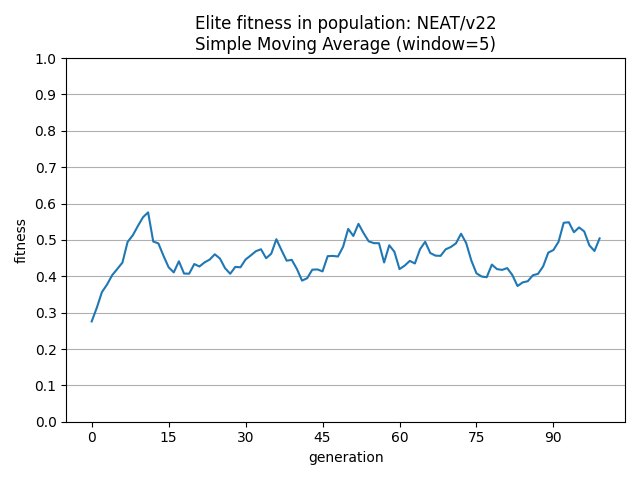 Elite fitness in population: NEAT/v22
Simple Moving Average (window=5)
1.0
0.9
0.8
0.7
0.6
0.5
0.4
0.3
0.2
0.1
0.0
fitness
0 15 30 45 60 75 90
generation